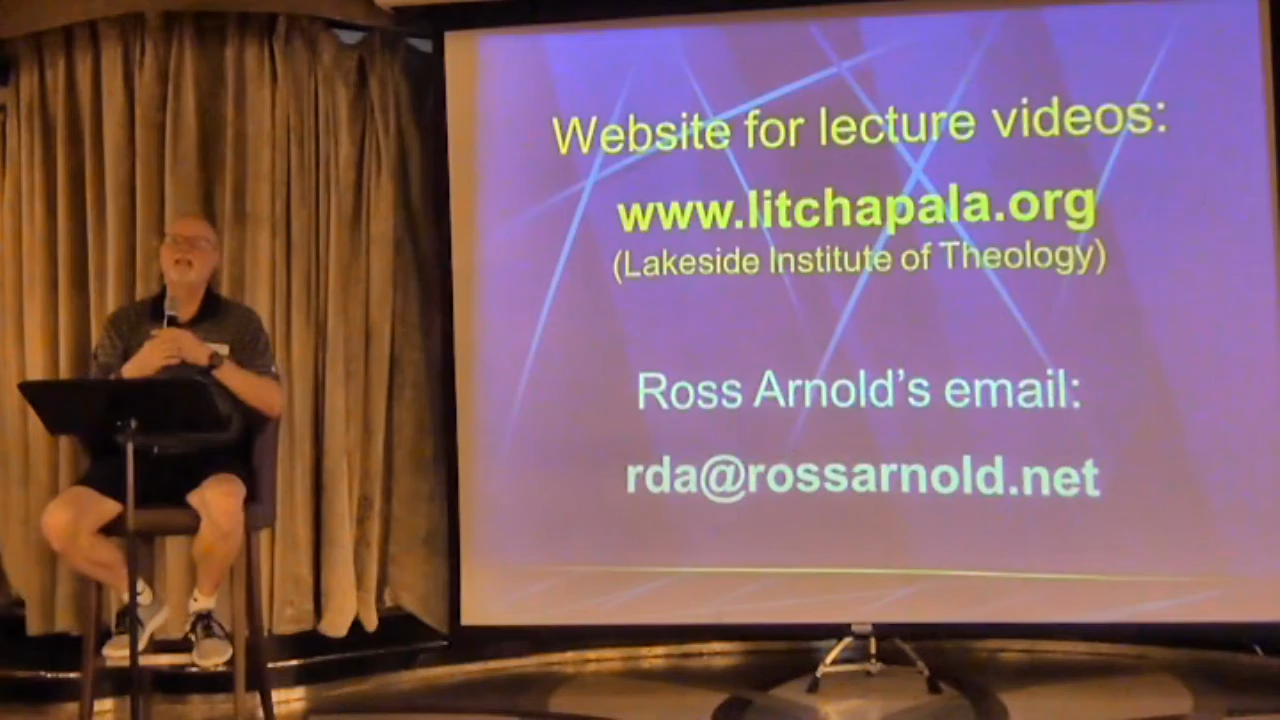 Website for lecture videos:
www.litchapala.org
(Lakeside Institute of Theology)
Ross Arnold’s email:
rda@rossarnold.net